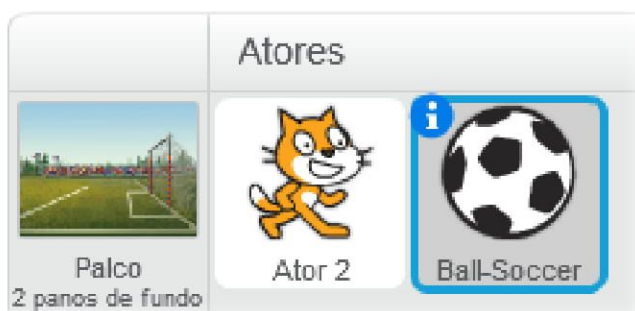 Atores
Palco
2 panos de fundo
Ator 2
i
Ball-Soccer